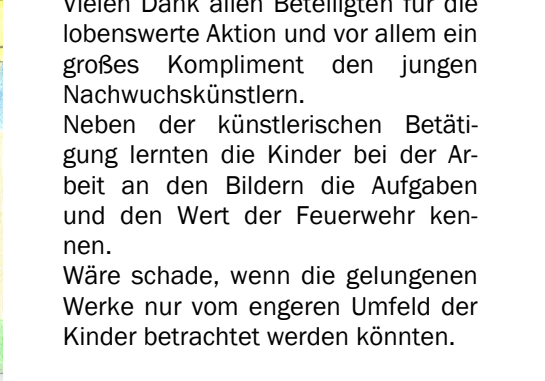 Vielen Dank allen Beteiligten für die
lobenswerte Aktion und vor allem ein
großes Kompliment den jungen
Nachwuchskünstlern.
Neben der künstlerischen Betäti-
gung lernten die Kinder bei der Ar-
beit an den Bildern die Aufgaben
und den Wert der Feuerwehr ken-
nen.
Wäre schade, wenn die gelungenen
Werke nur vom engeren Umfeld der
Kinder betrachtet werden könnten.